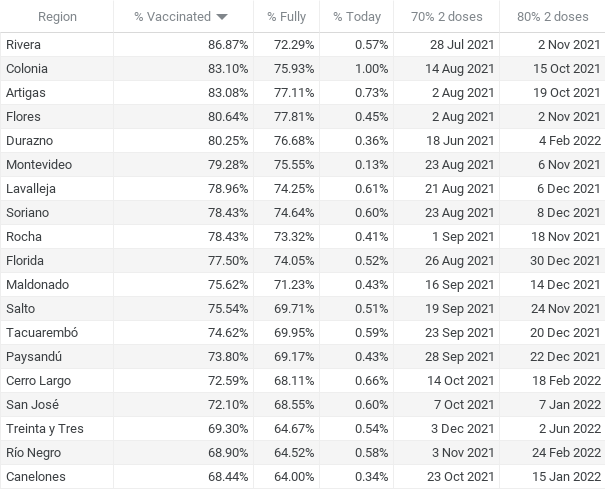 Region % Vaccinated % Fully % Today 70% 2 doses 80% 2 doses
Rivera 86.87% 72.29% 0.57% 28 Jul 2021 2 Nov 2021
Colonia 83.10% 75.93% 1.00% 14 Aug 2021 15 Oct 2021
Artigas 83.08% 77.11% 0.73% 2 Aug 2021 19 Oct 2021
Flores 80.64% 77.81% 0.45% 2 Aug 2021 2 Nov 2021
Durazno 80.25% 76.68% 0.36% 18 Jun 2021 4 Feb 2022
Montevideo 79.28% 75.55% 0.13% 23 Aug 2021 6 Nov 2021
Lavalleja 78.96% 74.25% 0.61% 21 Aug 2021 6 Dec 2021
Soriano 78.43% 74.64% 0.60% 23 Aug 2021 8 Dec 2021
Rocha 78.43% 73.32% 0.41% 1 Sep 2021 18 Nov 2021
Florida 77.50% 74.05% 0.52% 26 Aug 2021 30 Dec 2021
Maldonado 75.62% 71.23% 0.43% 16 Sep 2021 14 Dec 2021
Salto 75.54% 69.71% 0.51% 19 Sep 2021 24 Nov 2021
Tacuarembó 74.62% 69.95% 0.59% 23 Sep 2021 20 Dec 2021
Paysandú 73.80% 69.17% 0.43% 28 Sep 2021 22 Dec 2021
Cerro Largo 72.59% 68.11% 0.66% 14 Oct 2021 18 Feb 2022
San José 72.10% 68.55% 0.60% 7 Oct 2021 7 Jan 2022
Treinta y Tres 69.30% 64.67% 0.54% 3 Dec 2021 2 Jun 2022
Río Negro 68.90% 64.52% 0.58% 3 Nov 2021 24 Feb 2022
Canelones 68.44% 64.00% 0.34% 23 Oct 2021 15 Jan 2022